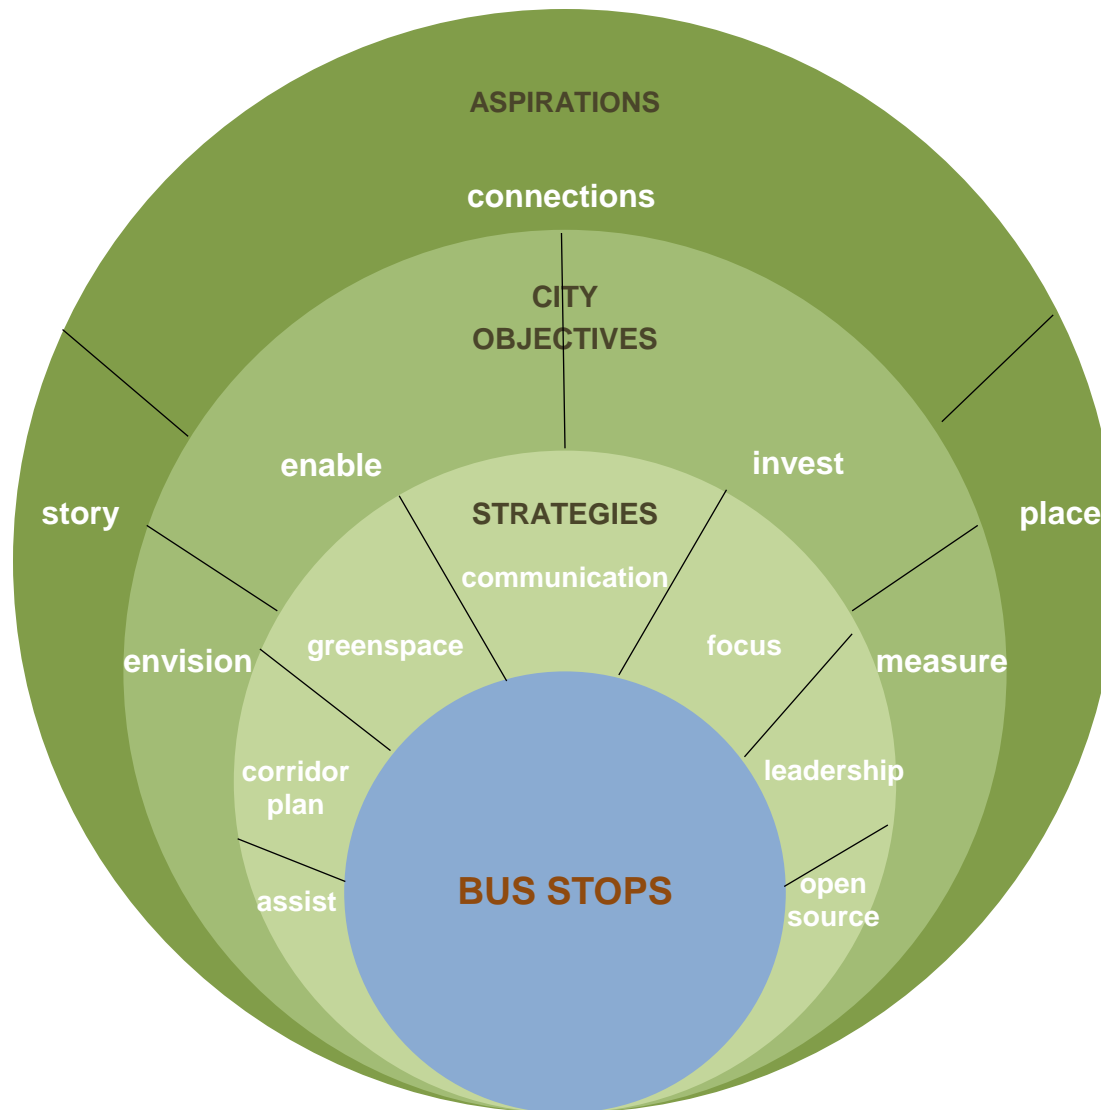 ASPIRATIONS
connections
story
place
CITY
OBJECTIVES
enable
invest
envision
measure
STRATEGIES
communication
greenspace
focus
corridor
plan
leadership
assist
open
source
BUS STOPS